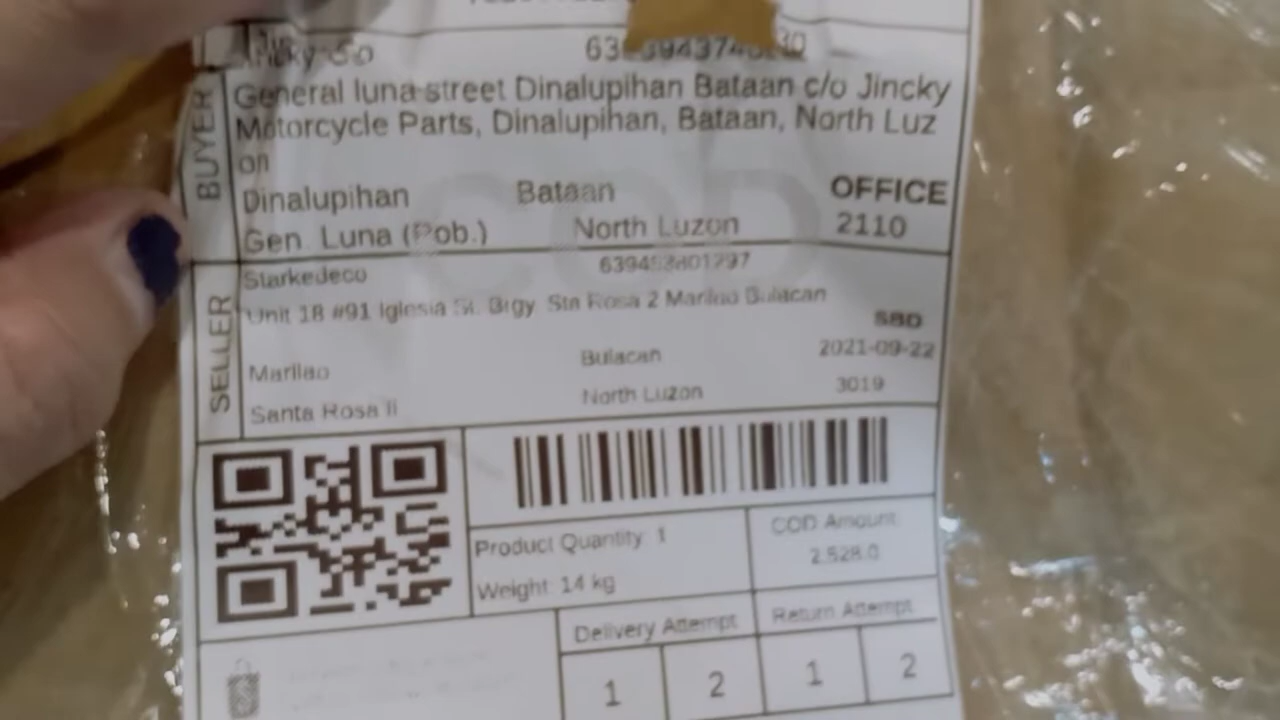 BUYER
General luna street Dinalupihan Bataan c/o Jincky
Motorcycle Parts, Dinalupihan, Bataan, North Luz
on
Dinalupihan Bataan OFFICE
Gen. Luna (Pob.) North Luzon 2110
COD
SELLER
Starkedeco
Unit 18 #91 Iglesia St. Brgy. Sta Rosa 2 Marilao Bulacan
SBD
Marilao Bulacan 2021-09-22
Santa Rosa Ii North Luzon 3019
Product Quantity: 1
Weight: 14 kg
COD Amount:
2,528.0
Delivery Attempt Return Attempt
1 2 1 2